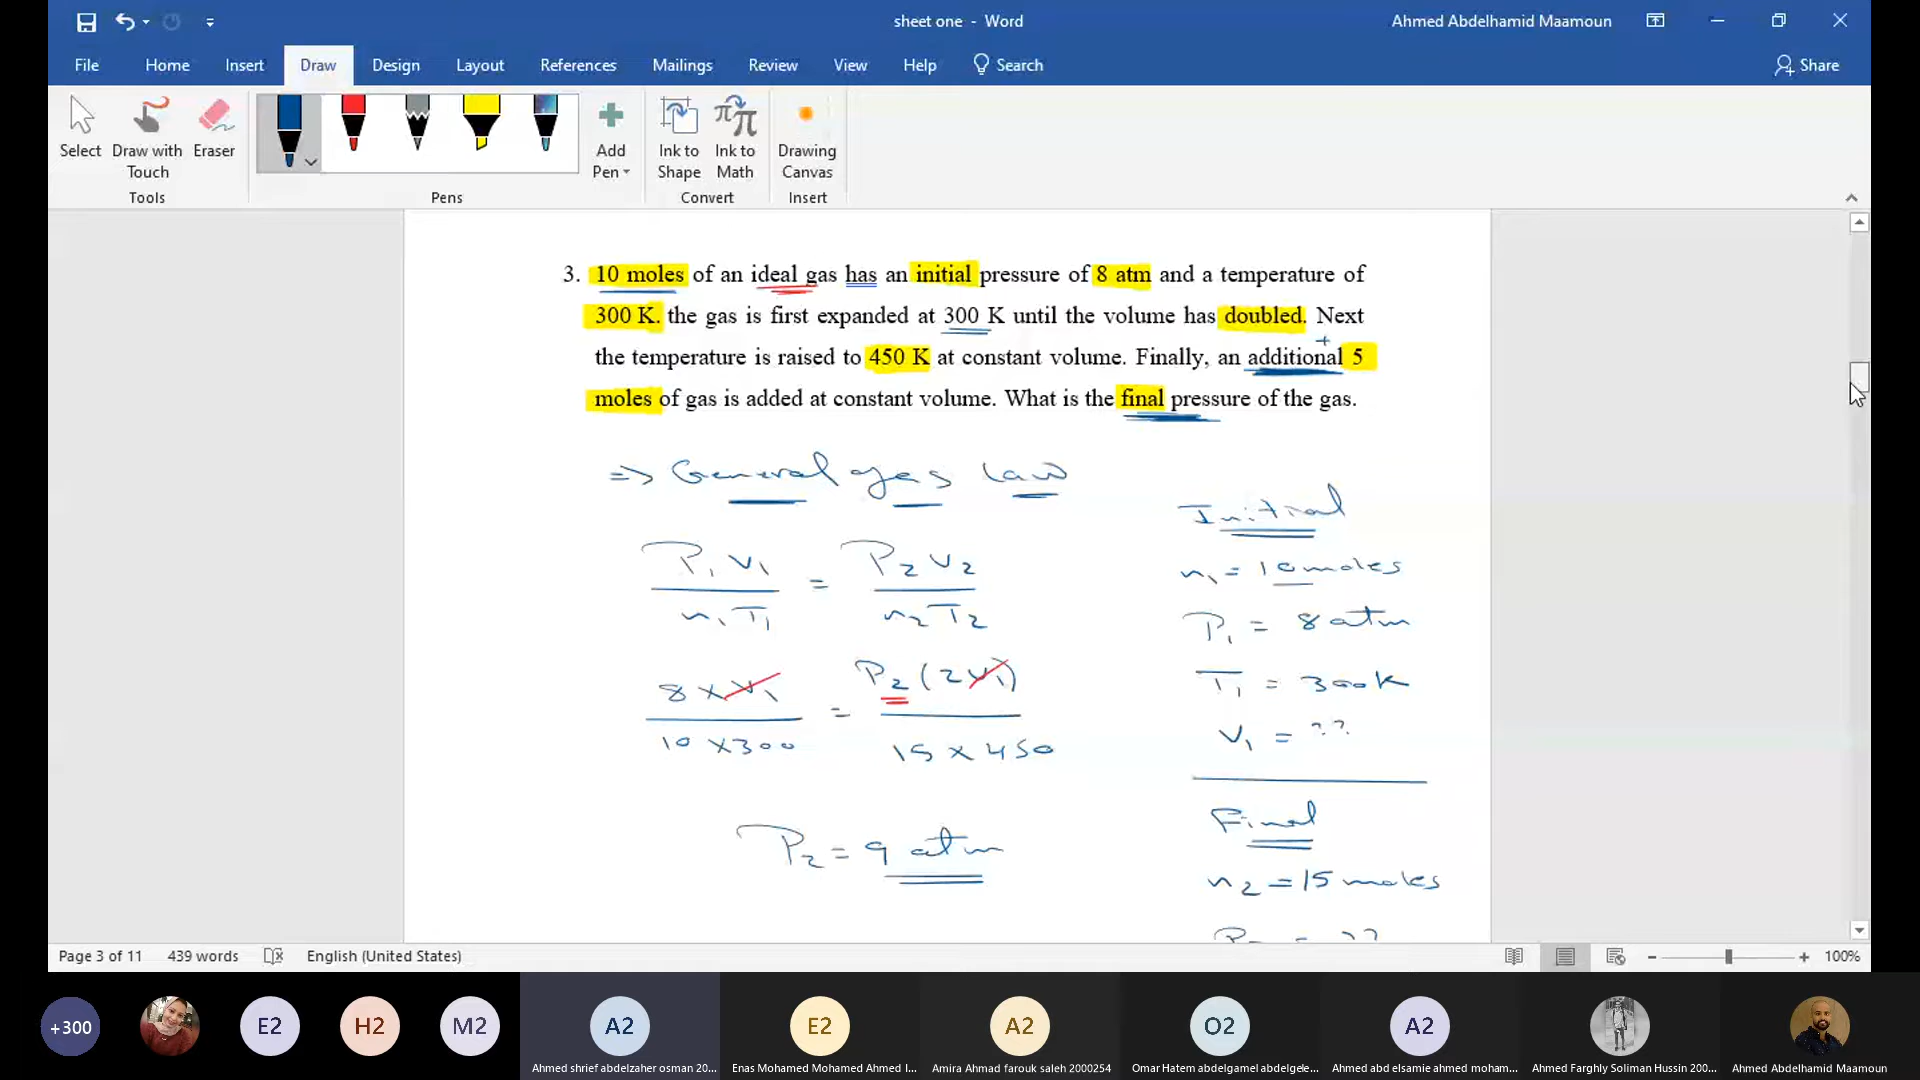 sheet one - Word
Ahmed Abdelhamid Maamoun
File Home Insert Draw Design Layout References Mailings Review View Help Search Share
Select Draw with Touch Eraser Add Pen Ink to Shape Ink to Math Drawing Canvas
Tools Pens Convert Insert
3. 10 moles of an ideal gas has an initial pressure of 8 atm and a temperature of
300 K. the gas is first expanded at 300 K until the volume has doubled. Next
+
the temperature is raised to 450 K at constant volume. Finally, an additional 5
moles of gas is added at constant volume. What is the final pressure of the gas.
=> General gas law
P1 V1 / n1 T1 = P2 V2 / n2 T2
8 x V1 / 10 x 300 = P2 (2V1) / 15 x 450
P2 = 9 atm
Initial
n1 = 10 moles
P1 = 8 atm
T1 = 300k
V1 = ??
Final
n2 = 15 moles
Page 3 of 11 439 words English (United States) 100%
+300 E2 H2 M2 A2 E2 A2 O2 A2
Ahmed shrief abdelzaher osman 20...
Enas Mohamed Mohamed Ahmed I...
Amira Ahmad farouk saleh 2000254
Omar Hatem abdelgamel abdelgele...
Ahmed abd elsamie ahmed moham...
Ahmed Farghly Soliman Hussin 200...
Ahmed Abdelhamid Maamoun